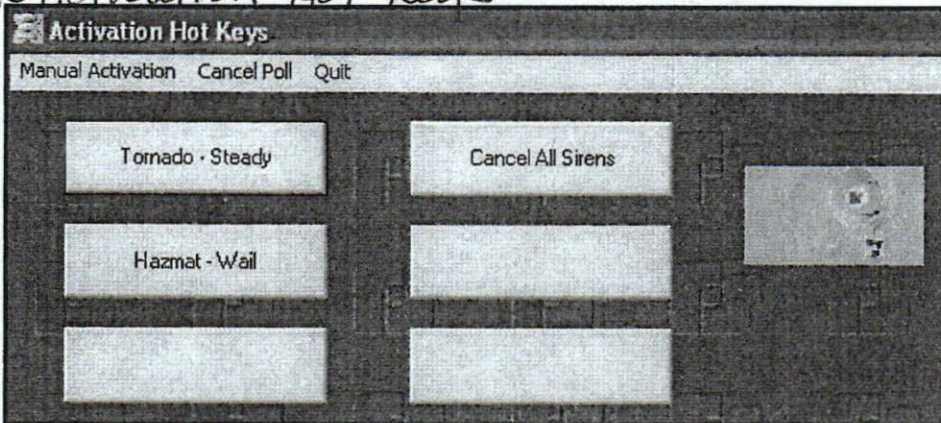 Activation Hot Keys
Manual Activation Cancel Poll Quit
Tornado - Steady
Cancel All Sirens
Hazmat - Wail